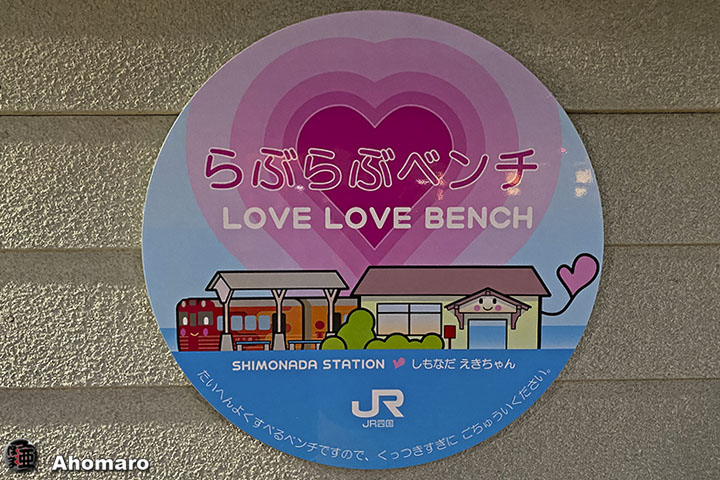 らぶらぶベンチ
LOVE LOVE BENCH
SHIMONADA STATION しもなだ えきちゃん
JR
JR四国
たいへんよくすべるベンチですので、くっつきすぎに ごちゅういください。
Ahomaro